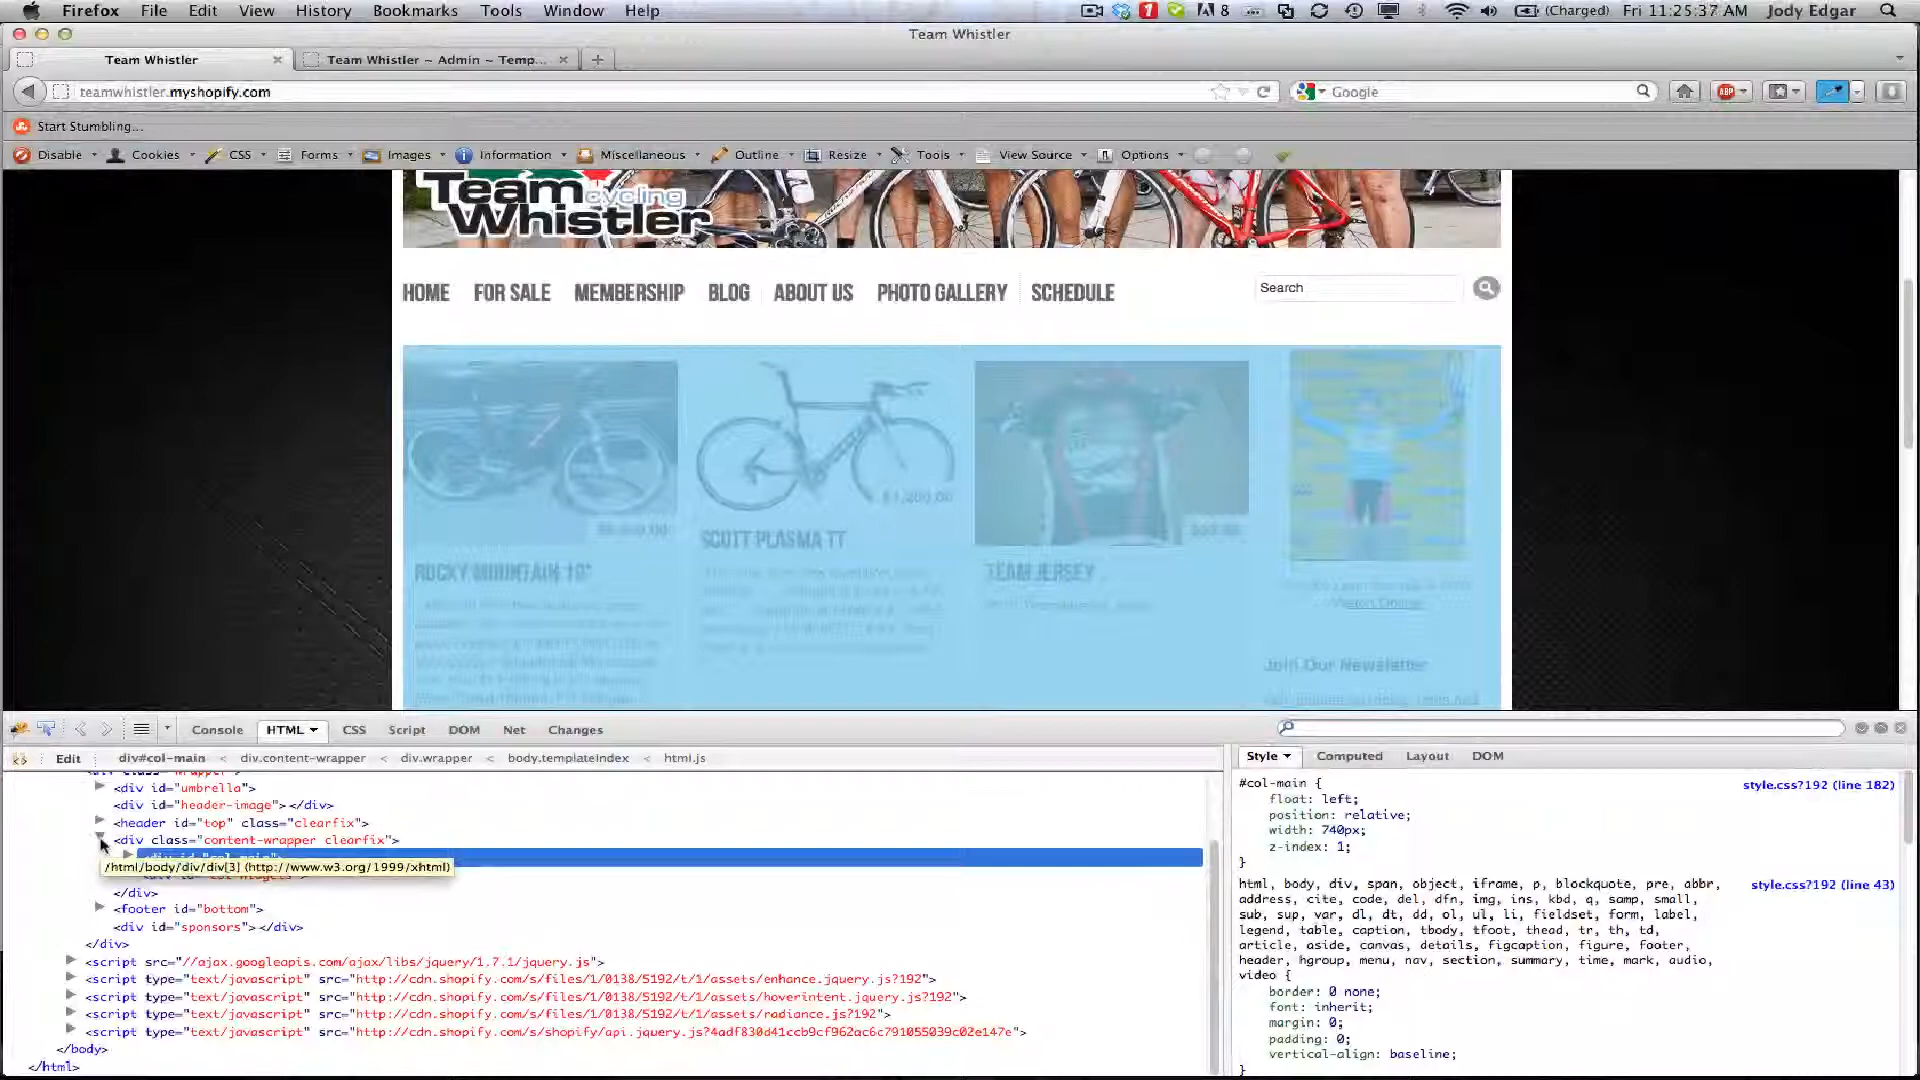 Firefox File Edit View History Bookmarks Tools Window Help 8 (Charged) Fri 11:25:37 AM Jody Edgar
Team Whistler
Team Whistler Team Whistler ~ Admin ~ Temp...
teamwhistler.myshopify.com Google
Start Stumbling...
Disable Cookies CSS Forms Images Information Miscellaneous Outline Resize Tools View Source Options
Team cycling
Whistler
HOME FOR SALE MEMBERSHIP BLOG ABOUT US PHOTO GALLERY SCHEDULE Search
$1,200.00
SCOTT PLASMA TT
ROCKY MOUNTAIN 19"
TEAM JERSEY
Join Our Newsletter
Console HTML CSS Script DOM Net Changes
Edit div#col-main < div.content-wrapper < div.wrapper < body.templateIndex < html.js
<div class="wrapper">
<div id="umbrella">
<div id="header-image"></div>
<header id="top" class="clearfix">
<div class="content-wrapper clearfix">
<div id="col-main">
/html/body/div/div[3] (http://www.w3.org/1999/xhtml)
</div>
<footer id="bottom">
<div id="sponsors"></div>
</div>
<script src="//ajax.googleapis.com/ajax/libs/jquery/1.7.1/jquery.js">
<script type="text/javascript" src="http://cdn.shopify.com/s/files/1/0138/5192/t/1/assets/enhance.jquery.js?192">
<script type="text/javascript" src="http://cdn.shopify.com/s/files/1/0138/5192/t/1/assets/hoverintent.jquery.js?192">
<script type="text/javascript" src="http://cdn.shopify.com/s/files/1/0138/5192/t/1/assets/radiance.js?192">
<script type="text/javascript" src="http://cdn.shopify.com/s/shopify/api.jquery.js?4adf830d41ccb9cf962ac6c791055039c02e147e">
</body>
</html>
Style Computed Layout DOM
#col-main { style.css?192 (line 182)
float: left;
position: relative;
width: 740px;
z-index: 1;
}
html, body, div, span, object, iframe, p, blockquote, pre, abbr, style.css?192 (line 43)
address, cite, code, del, dfn, img, ins, kbd, q, samp, small,
sub, sup, var, dl, dt, dd, ol, ul, li, fieldset, form, label,
legend, table, caption, tbody, tfoot, thead, tr, th, td,
article, aside, canvas, details, figcaption, figure, footer,
header, hgroup, menu, nav, section, summary, time, mark, audio,
video {
border: 0 none;
font: inherit;
margin: 0;
padding: 0;
vertical-align: baseline;
}